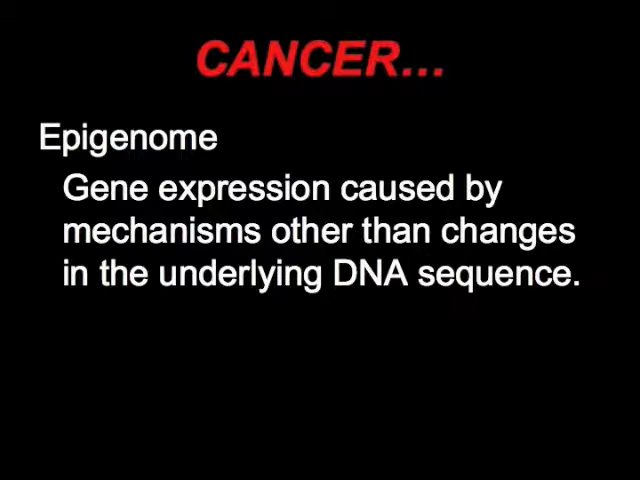 CANCER…
Epigenome
Gene expression caused by
mechanisms other than changes
in the underlying DNA sequence.